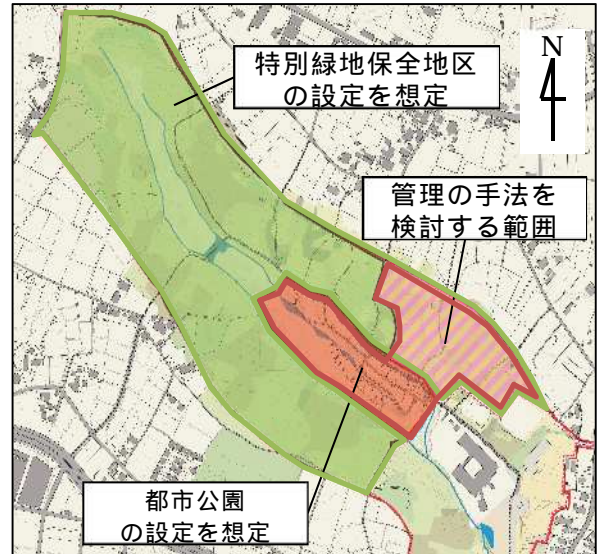 特別緑地保全地区
の設定を想定
N
管理の手法を
検討する範囲
都市公園
の設定を想定